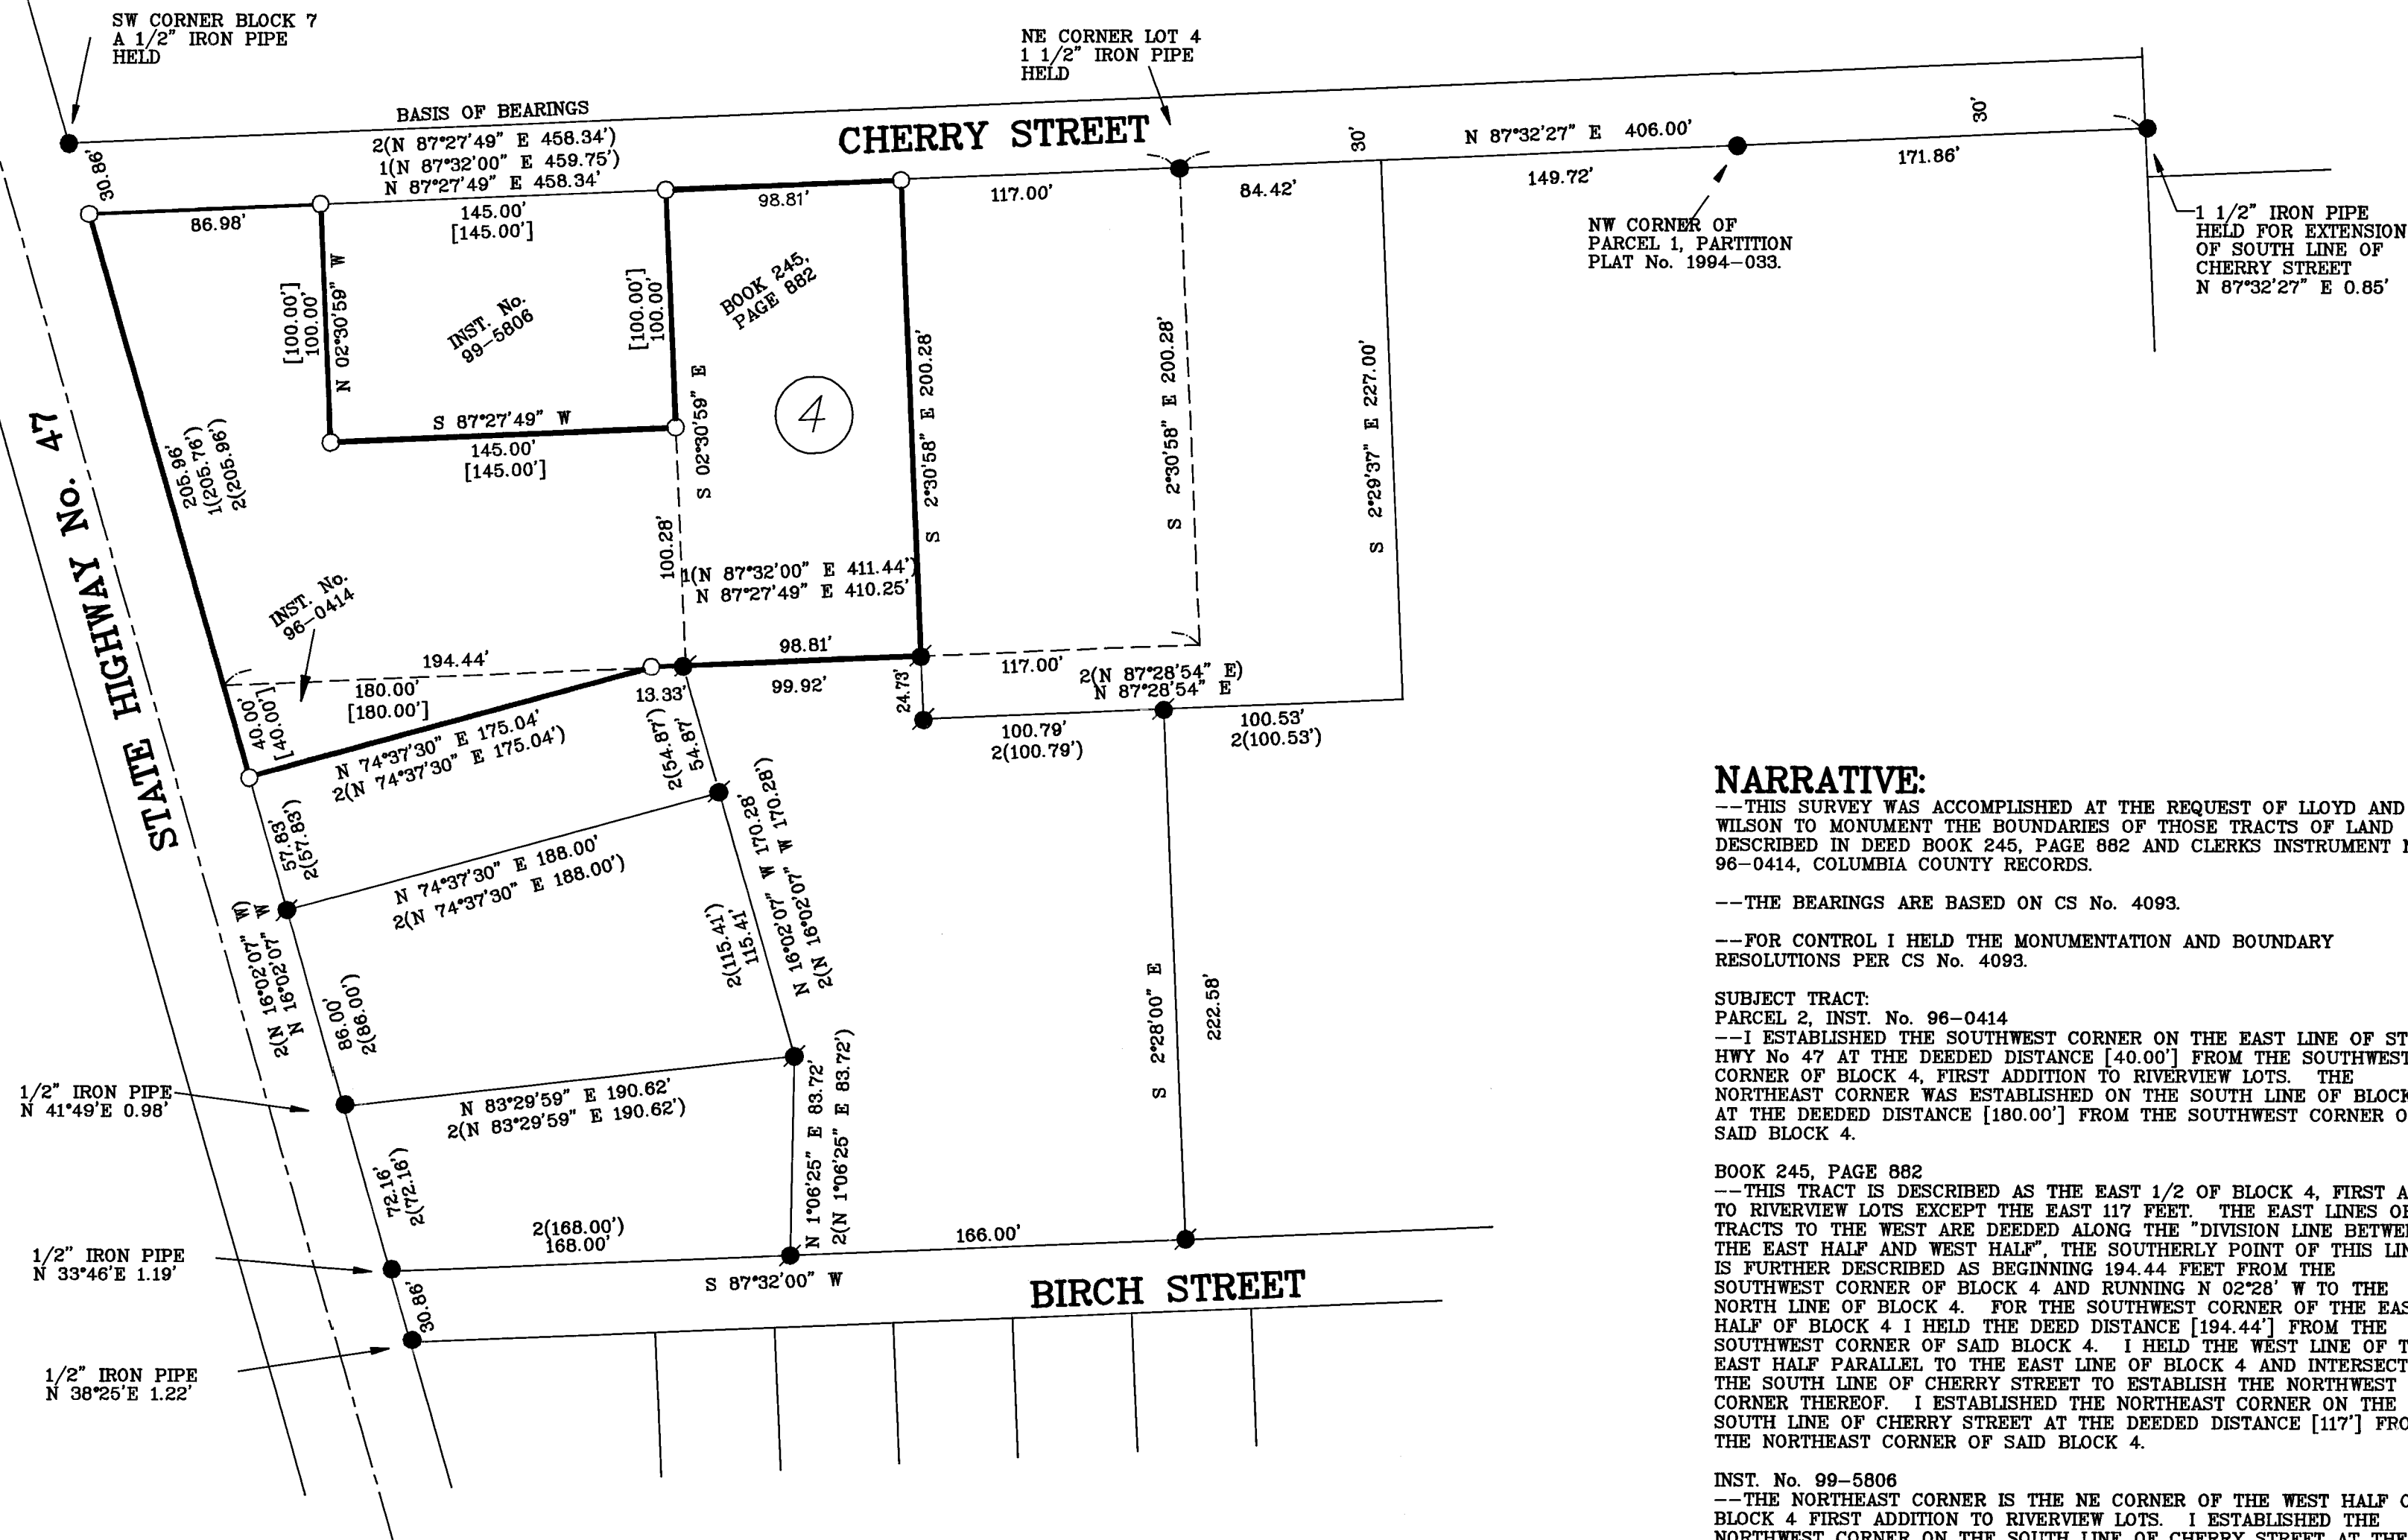 SW CORNER BLOCK 7
A 1/2" IRON PIPE
HELD
NE CORNER LOT 4
1 1/2" IRON PIPE
HELD
BASIS OF BEARINGS
2(N 87°27'49" E 458.34')
1(N 87°32'00" E 459.75')
N 87°27'49" E 458.34'
CHERRY STREET
30'
N 87°32'27" E 406.00'
30'
30.86'
86.98'
145.00'
[145.00']
98.81'
117.00'
84.42'
149.72'
171.86'
NW CORNER OF
PARCEL 1, PARTITION
PLAT No. 1994-033.
1 1/2" IRON PIPE
HELD FOR EXTENSION
OF SOUTH LINE OF
CHERRY STREET
N 87°32'27" E 0.85'
[100.00']
100.00'
N 02°30'59" W
INST. No.
99-5806
[100.00']
100.00'
BOOK 245,
PAGE 882
4
S 02°30'59" E
S 2°30'58" E 200.28'
S 2°30'58" E 200.28'
S 2°29'37" E 227.00'
S 87°27'49" W
145.00'
[145.00']
205.96'
1(205.76')
2(205.96')
STATE HIGHWAY No. 47
100.28'
1(N 87°32'00" E 411.44')
N 87°27'49" E 410.25'
INST. No.
96-0414
194.44'
180.00'
[180.00']
13.33'
98.81'
99.92'
24.73'
117.00'
2(N 87°28'54" E)
N 87°28'54" E
100.79'
2(100.79')
100.53'
2(100.53')
40.00'
[40.00']
N 74°37'30" E 175.04'
2(N 74°37'30" E 175.04')
2(54.87')
54.87'
57.83'
2(57.83')
N 74°37'30" E 188.00'
2(N 74°37'30" E 188.00')
N 16°02'07" W 170.28'
2(N 16°02'07" W 170.28')
2(115.41')
115.41'
2(N 16°02'07" W)
N 16°02'07" W
86.00'
2(86.00')
S 2°28'00" E
222.58'
1/2" IRON PIPE
N 41°49'E 0.98'
N 83°29'59" E 190.62'
2(N 83°29'59" E 190.62')
N 1°06'25" E 83.72'
2(N 1°06'25" E 83.72')
72.16'
2(72.16')
1/2" IRON PIPE
N 33°46'E 1.19'
2(168.00')
168.00'
166.00'
S 87°32'00" W
BIRCH STREET
30.86'
1/2" IRON PIPE
N 38°25'E 1.22'
NARRATIVE:
--THIS SURVEY WAS ACCOMPLISHED AT THE REQUEST OF LLOYD AND
WILSON TO MONUMENT THE BOUNDARIES OF THOSE TRACTS OF LAND
DESCRIBED IN DEED BOOK 245, PAGE 882 AND CLERKS INSTRUMENT
96-0414, COLUMBIA COUNTY RECORDS.
--THE BEARINGS ARE BASED ON CS No. 4093.
--FOR CONTROL I HELD THE MONUMENTATION AND BOUNDARY
RESOLUTIONS PER CS No. 4093.
SUBJECT TRACT:
PARCEL 2, INST. No. 96-0414
--I ESTABLISHED THE SOUTHWEST CORNER ON THE EAST LINE OF ST
HWY No 47 AT THE DEEDED DISTANCE [40.00'] FROM THE SOUTHWEST
CORNER OF BLOCK 4, FIRST ADDITION TO RIVERVIEW LOTS. THE
NORTHEAST CORNER WAS ESTABLISHED ON THE SOUTH LINE OF BLOCK
AT THE DEEDED DISTANCE [180.00'] FROM THE SOUTHWEST CORNER O
SAID BLOCK 4.
BOOK 245, PAGE 882
--THIS TRACT IS DESCRIBED AS THE EAST 1/2 OF BLOCK 4, FIRST A
TO RIVERVIEW LOTS EXCEPT THE EAST 117 FEET. THE EAST LINES O
TRACTS TO THE WEST ARE DEEDED ALONG THE "DIVISION LINE BETWE
THE EAST HALF AND WEST HALF", THE SOUTHERLY POINT OF THIS LIN
IS FURTHER DESCRIBED AS BEGINNING 194.44 FEET FROM THE
SOUTHWEST CORNER OF BLOCK 4 AND RUNNING N 02°28' W TO THE
NORTH LINE OF BLOCK 4. FOR THE SOUTHWEST CORNER OF THE EAS
HALF OF BLOCK 4 I HELD THE DEED DISTANCE [194.44'] FROM THE
SOUTHWEST CORNER OF SAID BLOCK 4. I HELD THE WEST LINE OF T
EAST HALF PARALLEL TO THE EAST LINE OF BLOCK 4 AND INTERSECT
THE SOUTH LINE OF CHERRY STREET TO ESTABLISH THE NORTHWEST
CORNER THEREOF. I ESTABLISHED THE NORTHEAST CORNER ON THE
SOUTH LINE OF CHERRY STREET AT THE DEEDED DISTANCE [117'] FRO
THE NORTHEAST CORNER OF SAID BLOCK 4.
INST. No. 99-5806
--THE NORTHEAST CORNER IS THE NE CORNER OF THE WEST HALF O
BLOCK 4 FIRST ADDITION TO RIVERVIEW LOTS. I ESTABLISHED THE
NORTHWEST CORNER ON THE SOUTH LINE OF CHERRY STREET AT THE